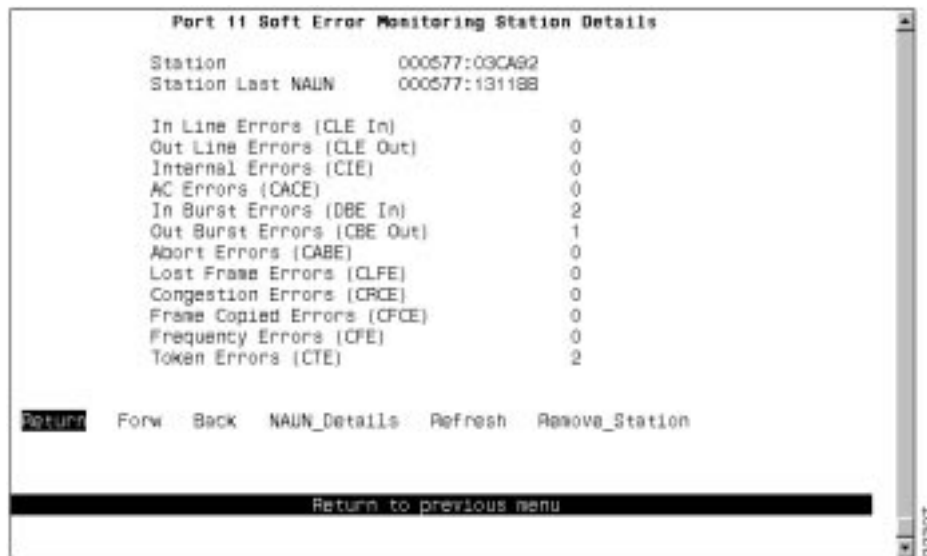 Port 11 Soft Error Monitoring Station Details
Station 000577:03CA92
Station Last NAUN 000577:1311BB
In Line Errors (CLE In) 0
Out Line Errors (CLE Out) 0
Internal Errors (CIE) 0
AC Errors (CACE) 0
In Burst Errors (DBE In) 2
Out Burst Errors (CBE Out) 1
Abort Errors (CABE) 0
Lost Frame Errors (CLFE) 0
Congestion Errors (CRCE) 0
Frame Copied Errors (CFCE) 0
Frequency Errors (CFE) 0
Token Errors (CTE) 2
Return Forw Back NAUN_Details Refresh Remove_Station
Return to previous menu